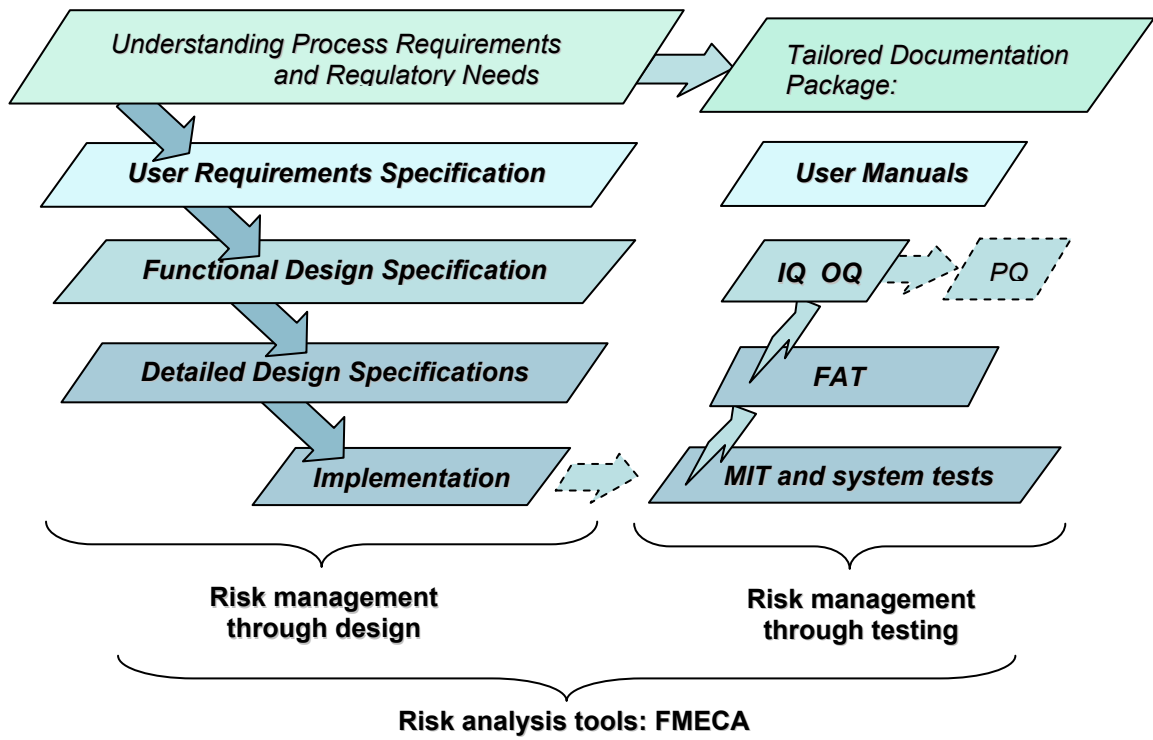 Understanding Process Requirements
and Regulatory Needs
Tailored Documentation
Package:
User Requirements Specification
User Manuals
Functional Design Specification
IQ OQ
PQ
Detailed Design Specifications
FAT
Implementation
MIT and system tests
Risk management
through design
Risk management
through testing
Risk analysis tools: FMECA